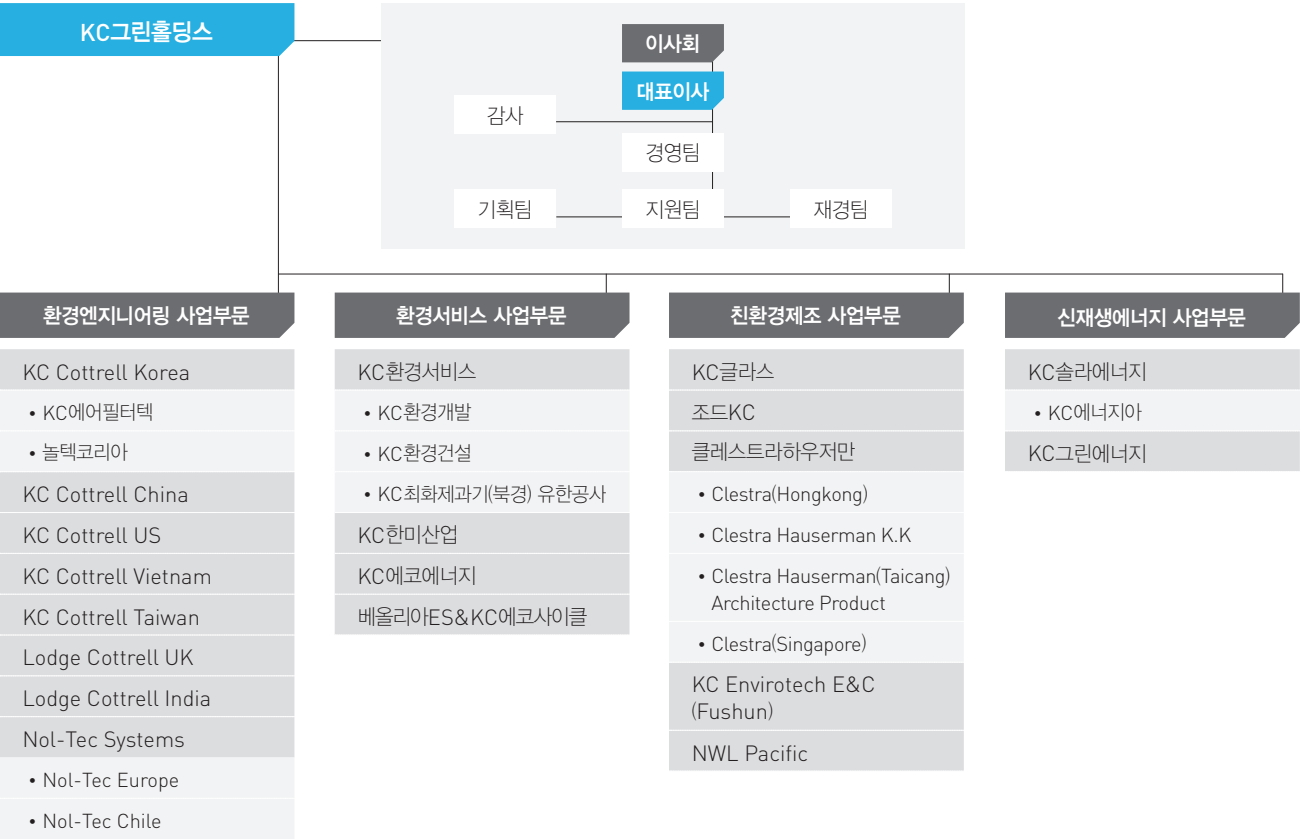 KC그린홀딩스
이사회
대표이사
감사
경영팀
기획팀
지원팀
재경팀
환경엔지니어링 사업부문
KC Cottrell Korea
• KC에어필터텍
• 놀텍코리아
KC Cottrell China
KC Cottrell US
KC Cottrell Vietnam
KC Cottrell Taiwan
Lodge Cottrell UK
Lodge Cottrell India
Nol-Tec Systems
• Nol-Tec Europe
• Nol-Tec Chile
환경서비스 사업부문
KC환경서비스
• KC환경개발
• KC환경건설
• KC최화제과기(북경) 유한공사
KC한미산업
KC에코에너지
베올리아ES&KC에코사이클
친환경제조 사업부문
KC글라스
조드KC
클레스트라하우저만
• Clestra(Hongkong)
• Clestra Hauserman K.K
• Clestra Hauserman(Taicang)
Architecture Product
• Clestra(Singapore)
KC Envirotech E&C
(Fushun)
NWL Pacific
신재생에너지 사업부문
KC솔라에너지
• KC에너지아
KC그린에너지